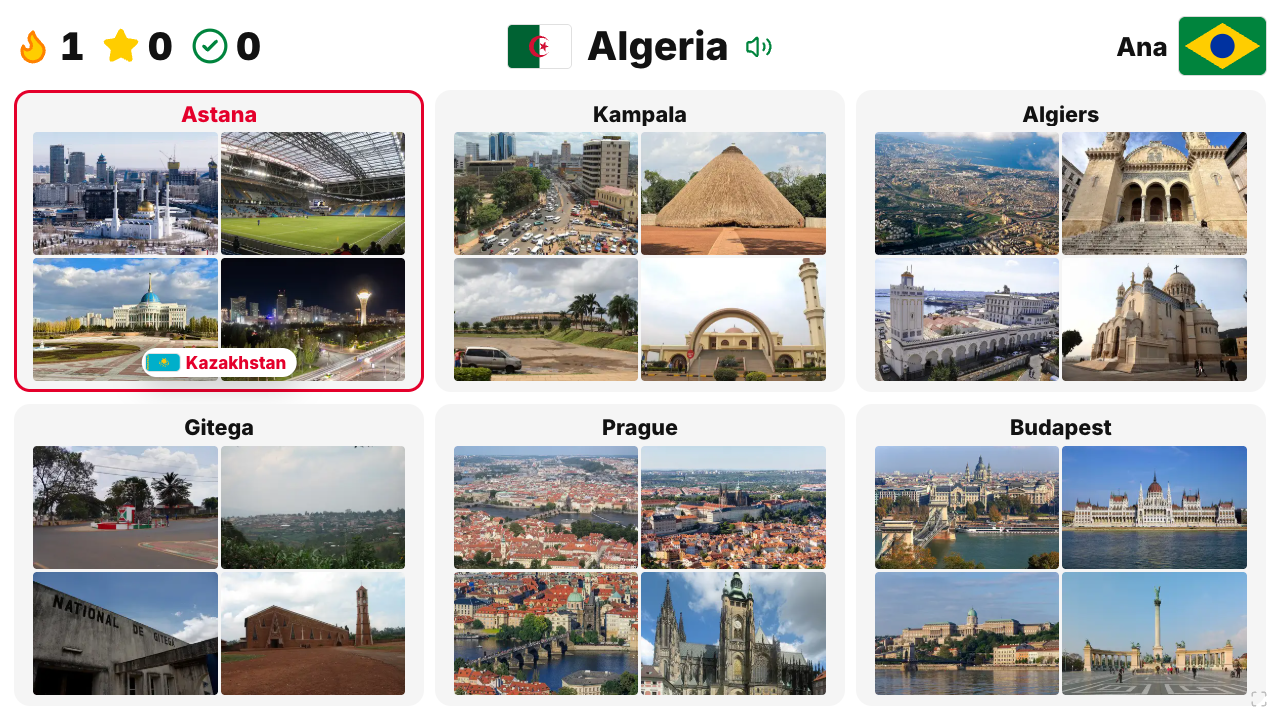 1 0 0 Algeria Ana
Astana Kampala Algiers
Kazakhstan
Gitega Prague Budapest
NATIONAL DE GITEGA